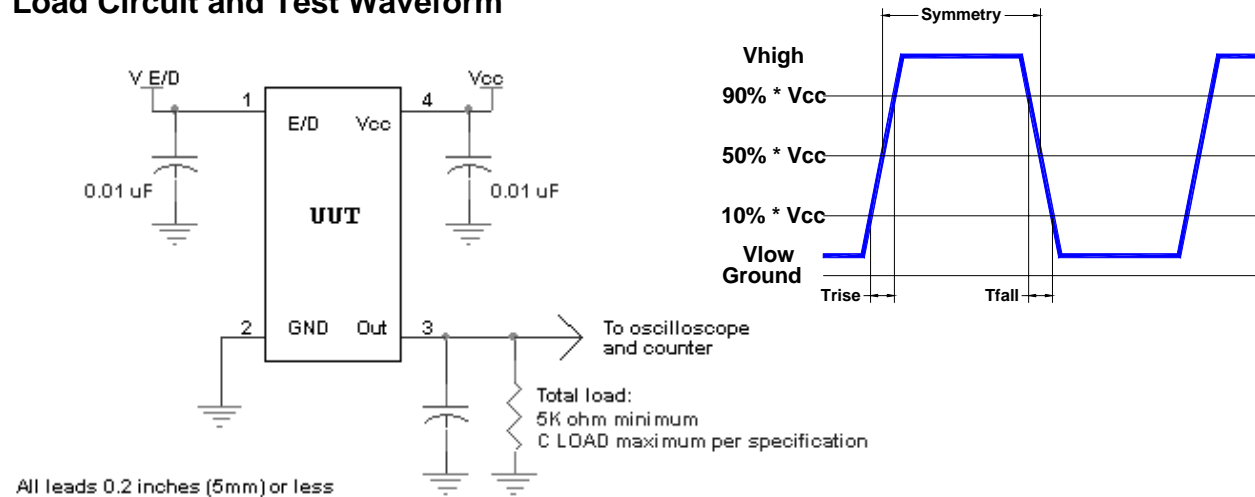 Load Circuit and Test Waveform
V E/D
Vcc
1
4
E/D
Vcc
0.01 uF
0.01 uF
UUT
2
GND
Out
3
To oscilloscope
and counter
Total load:
5K ohm minimum
C LOAD maximum per specification
All leads 0.2 inches (5mm) or less
Symmetry
Vhigh
90% * Vcc
50% * Vcc
10% * Vcc
Vlow
Ground
Trise
Tfall